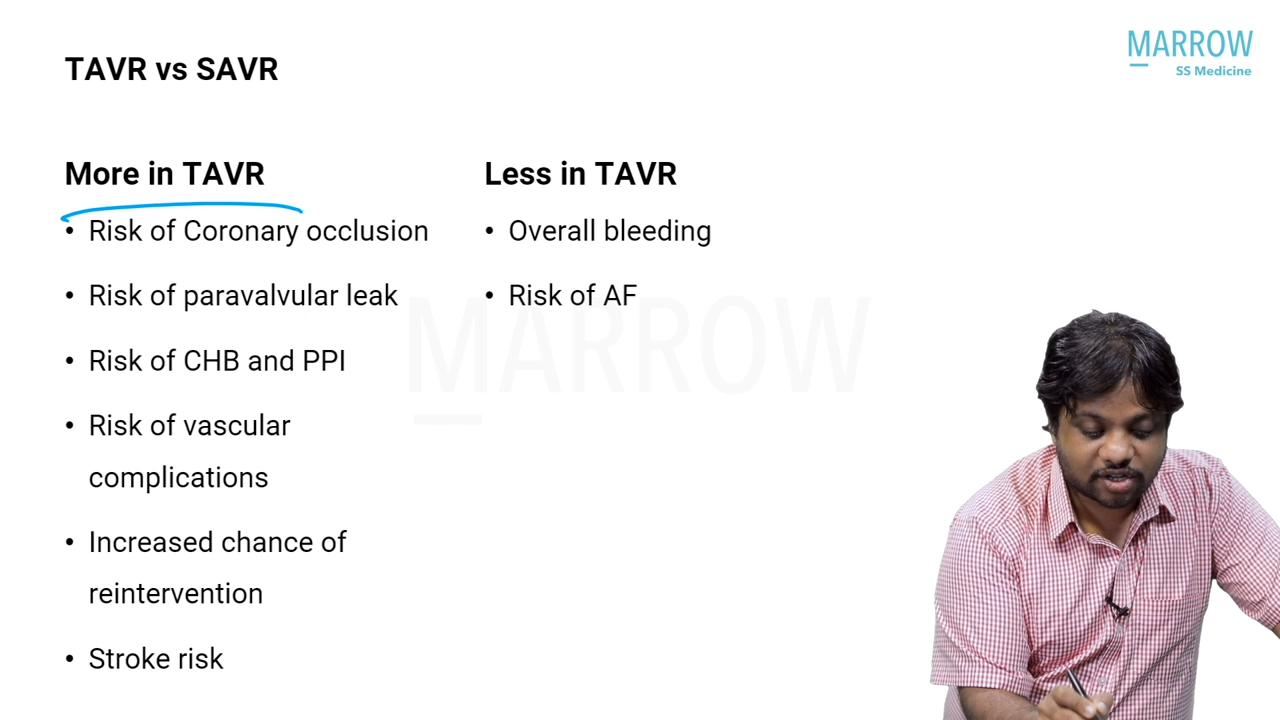 TAVR vs SAVR
MARROW
SS Medicine
More in TAVR
• Risk of Coronary occlusion
• Risk of paravalvular leak
• Risk of CHB and PPI
• Risk of vascular
complications
• Increased chance of
reintervention
• Stroke risk
Less in TAVR
• Overall bleeding
• Risk of AF
MARROW